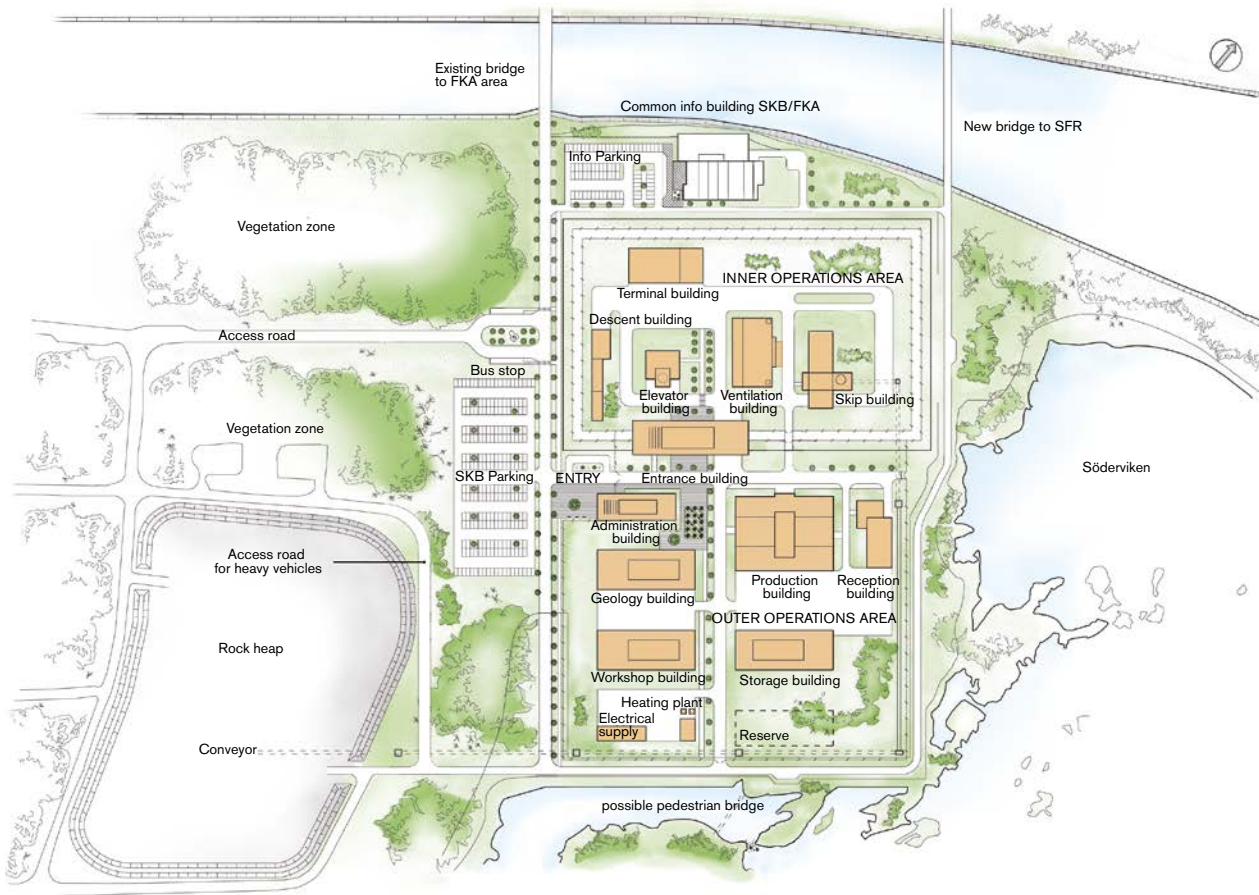 Existing bridge
to FKA area
Common info building SKB/FKA
New bridge to SFR
Info Parking
Vegetation zone
INNER OPERATIONS AREA
Terminal building
Descent building
Access road
Bus stop
Elevator
building
Ventilation
building
Skip building
Vegetation zone
Söderviken
SKB Parking
ENTRY
Entrance building
Administration
building
Access road
for heavy vehicles
Production
building
Reception
building
Geology building
OUTER OPERATIONS AREA
Rock heap
Workshop building
Storage building
Heating plant
Electrical
supply
Reserve
Conveyor
possible pedestrian bridge